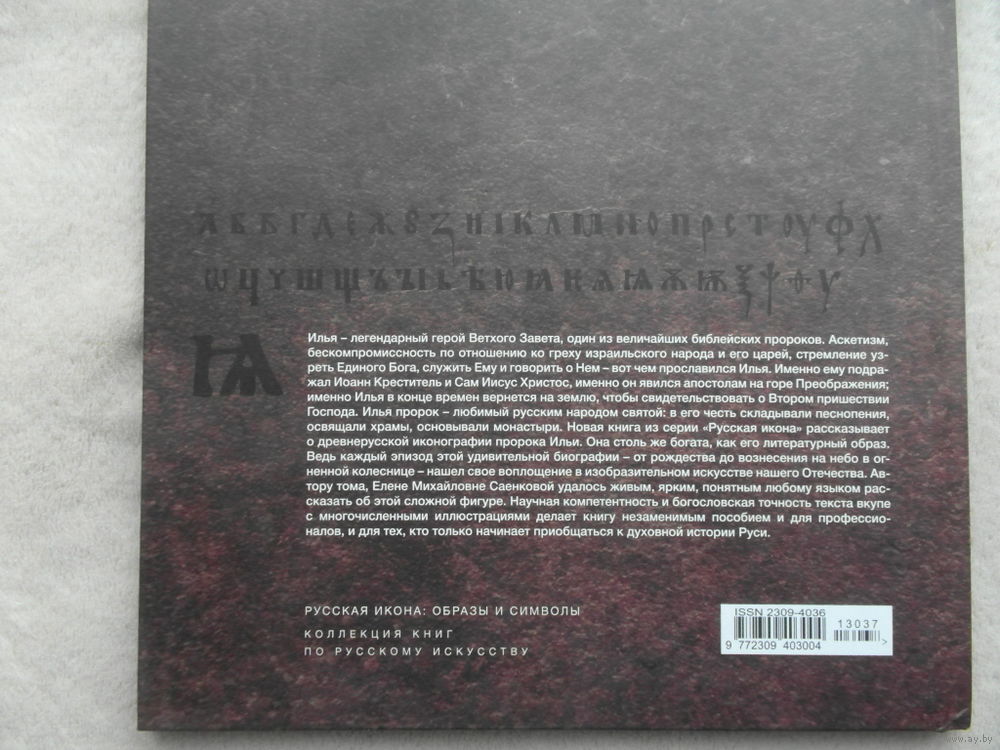 А Б В Г Д Е Ж Ѕ З И І К Л М Н О П Р С Т ОУ Ф Х
Ѡ Ц Ч Ш Щ Ъ Ы Ь Ѣ Ю Ѩ
Ѩ
Илья – легендарный герой Ветхого Завета, один из величайших библейских пророков. Аскетизм,
бескомпромиссность по отношению ко греху израильского народа и его царей, стремление уз-
реть Единого Бога, служить Ему и говорить о Нем – вот чем прославился Илья. Именно ему подра-
жал Иоанн Креститель и Сам Иисус Христос, именно он явился апостолам на горе Преображения;
именно Илья в конце времен вернется на землю, чтобы свидетельствовать о Втором пришествии
Господа. Илья пророк – любимый русским народом святой: в его честь складывали песнопения,
освящали храмы, основывали монастыри. Новая книга из серии «Русская икона» рассказывает
о древнерусской иконографии пророка Ильи. Она столь же богата, как его литературный образ.
Ведь каждый эпизод этой удивительной биографии – от рождества до вознесения на небо в ог-
ненной колеснице – нашел свое воплощение в изобразительном искусстве нашего Отечества. Ав-
тору тома, Елене Михайловне Саенковой удалось живым, ярким, понятным любому языком рас-
сказать об этой сложной фигуре. Научная компетентность и богословская точность текста вкупе
с многочисленными иллюстрациями делает книгу незаменимым пособием и для профессио-
налов, и для тех, кто только начинает приобщаться к духовной истории Руси.
РУССКАЯ ИКОНА: ОБРАЗЫ И СИМВОЛЫ
КОЛЛЕКЦИЯ КНИГ
ПО РУССКОМУ ИСКУССТВУ
ISSN 2309-4036
13037
9 772309 403004 >
www.ay.by